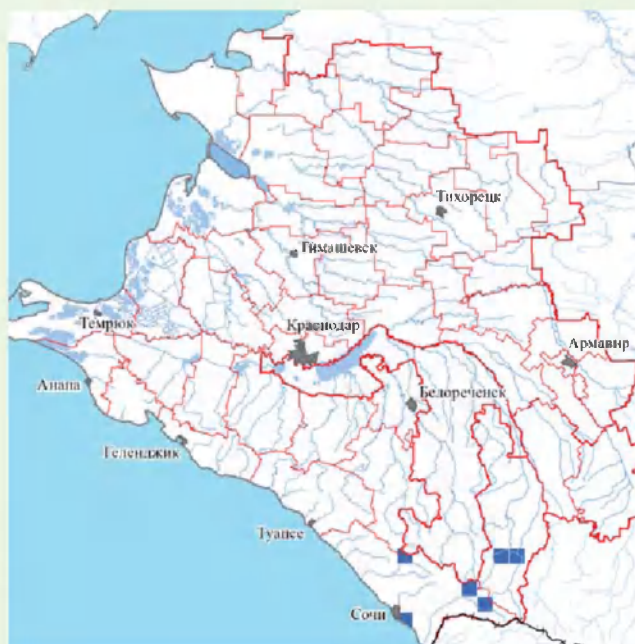 Тихорецк
Тимашевск
Темрюк
Краснодар
Армавир
Анапа
Белореченск
Геленджик
Туапсе
Сочи